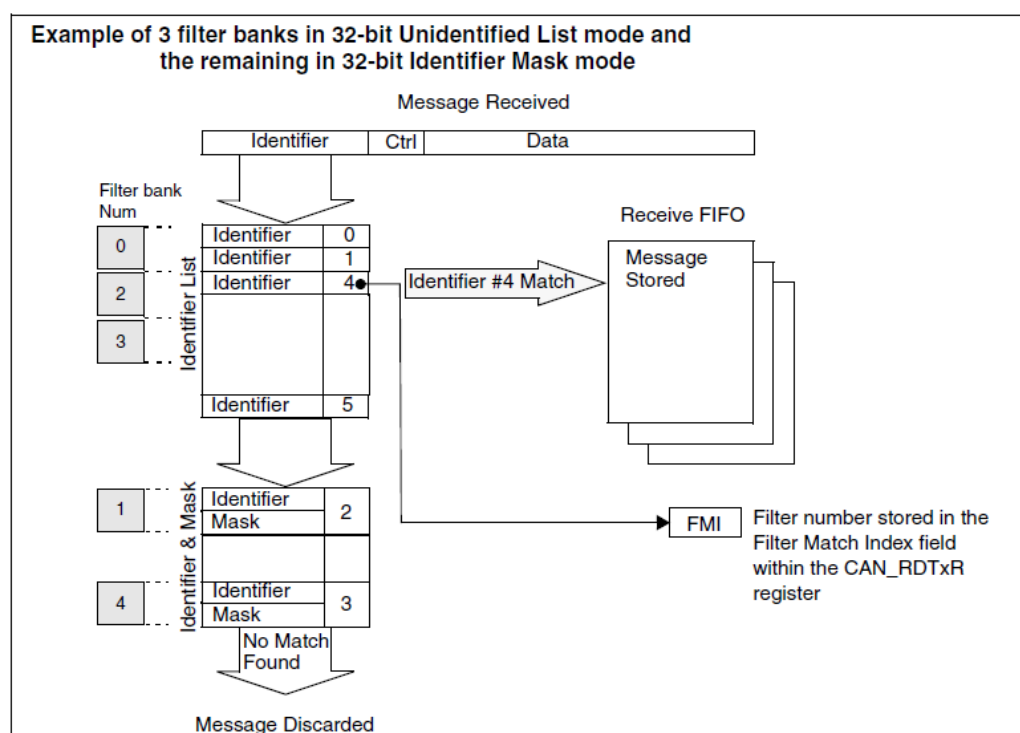 Example of 3 filter banks in 32-bit Unidentified List mode and
the remaining in 32-bit Identifier Mask mode
Message Received
Identifier Ctrl Data
Filter bank
Num
0
2
3
Identifier List
Identifier 0
Identifier 1
Identifier 4
Identifier 5
Identifier #4 Match
Receive FIFO
Message
Stored
1
4
Identifier & Mask
Identifier
Mask
2
Identifier
Mask
3
FMI
Filter number stored in the
Filter Match Index field
within the CAN_RDTxR
register
No Match
Found
Message Discarded